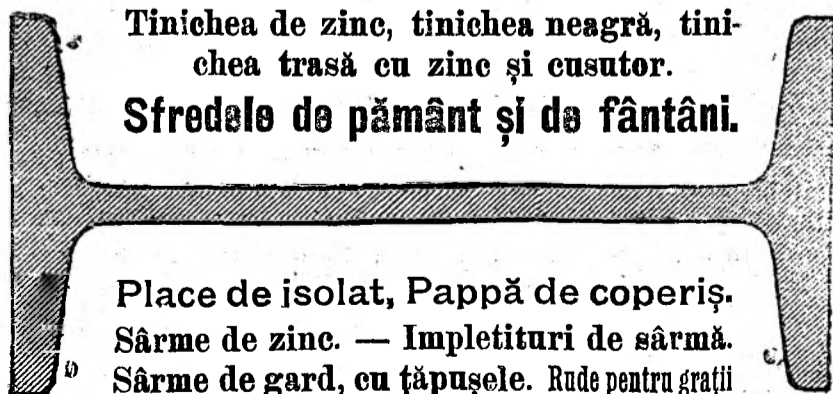 Tinichea de zinc, tinichea neagră, tini-
chea trasă cu zinc și cusutor.
Sfredele de pământ și de fântâni.
Place de isolat, Pappă de coperiș.
Sârme de zinc. — Impletituri de sârmă.
Sârme de gard, cu țăpușele. Rude pentru gratii